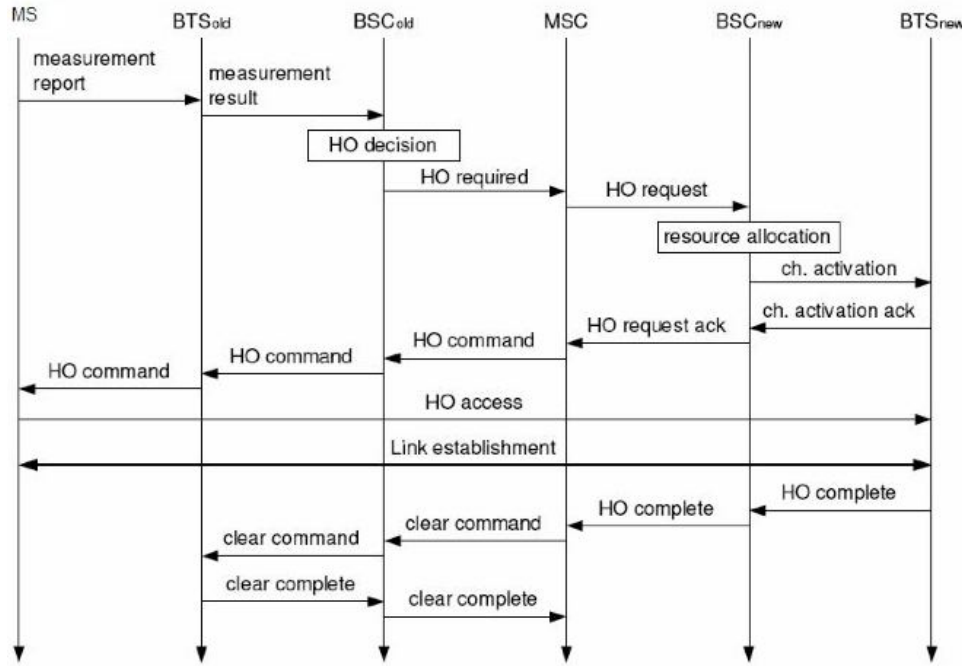 MS
BTSold
BSCold
MSC
BSCnew
BTSnew
measurement
report
measurement
result
HO decision
HO required
HO request
resource allocation
ch. activation
ch. activation ack
HO request ack
HO command
HO command
HO command
HO access
Link establishment
HO complete
HO complete
clear command
clear command
clear complete
clear complete